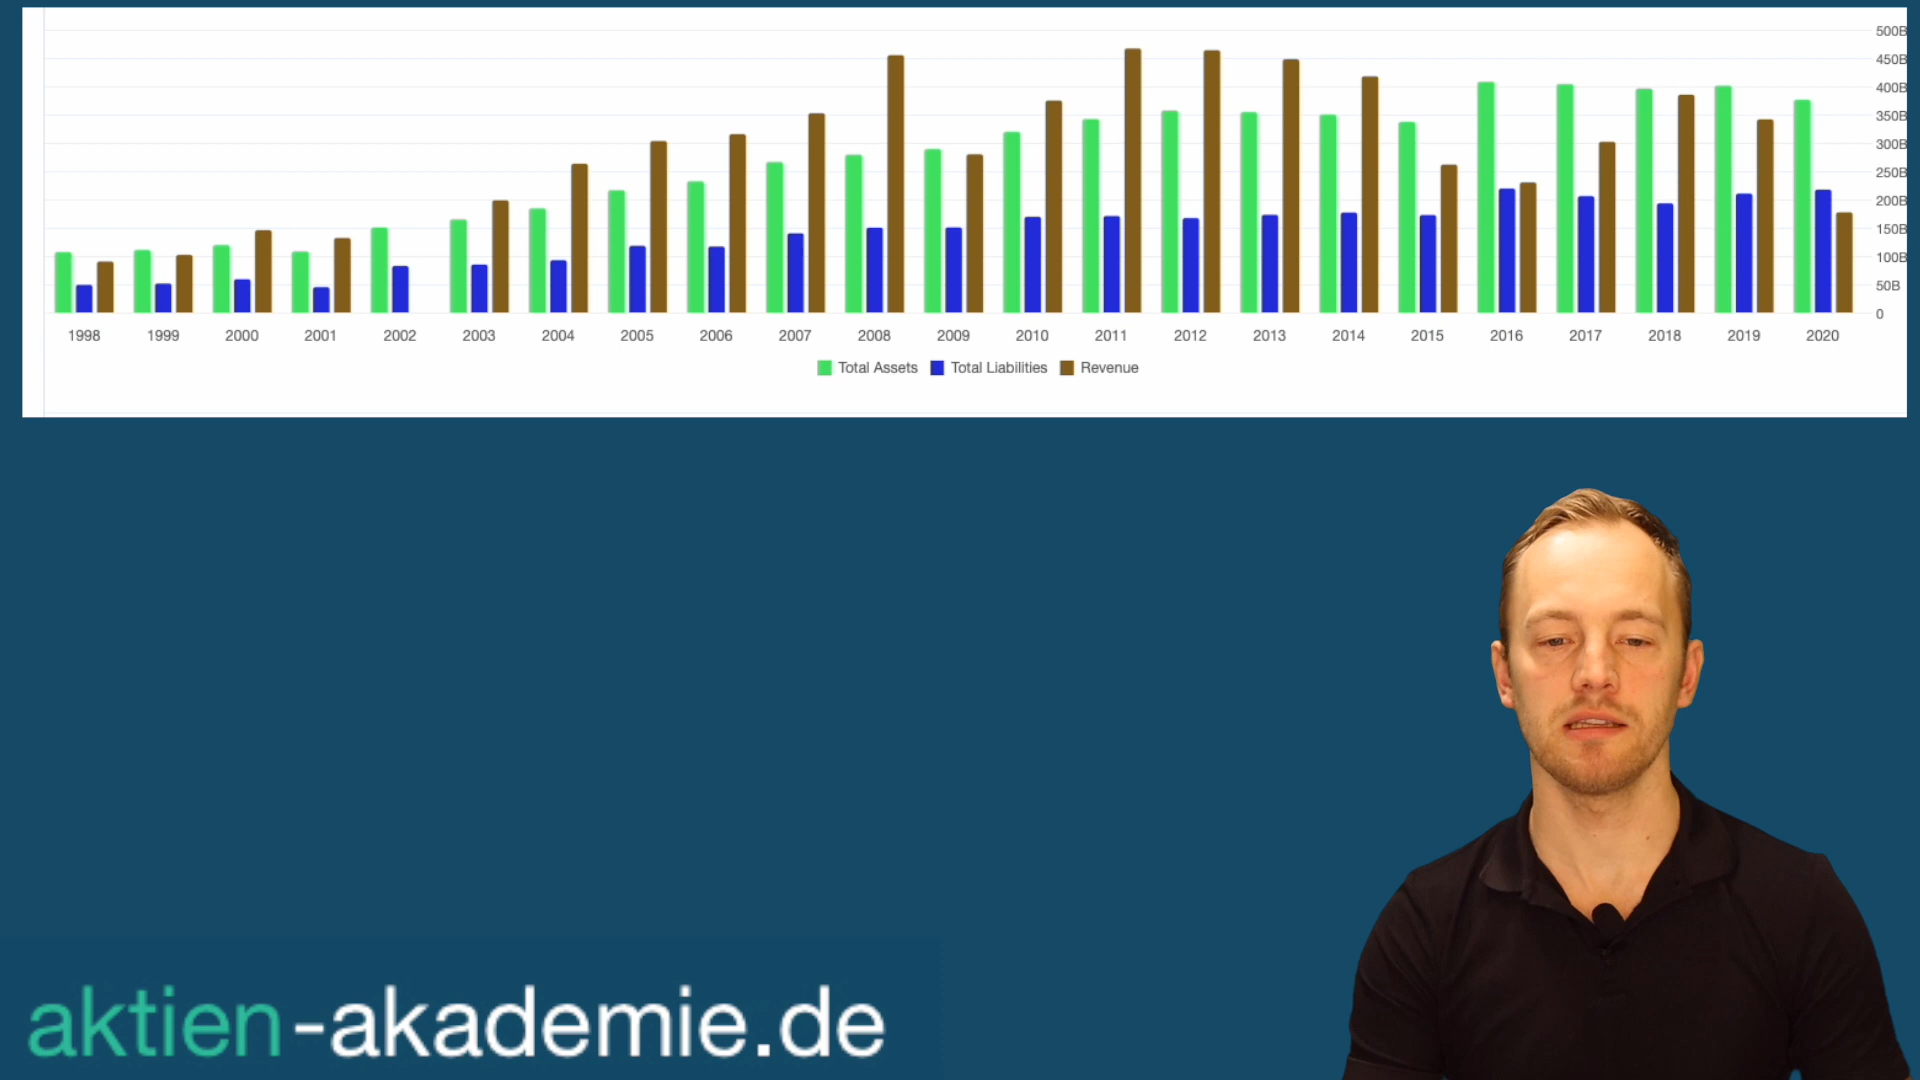 500B
450B
400B
350B
300B
250B
200B
150B
100B
50B
0
1998 1999 2000 2001 2002 2003 2004 2005 2006 2007 2008 2009 2010 2011 2012 2013 2014 2015 2016 2017 2018 2019 2020
Total Assets Total Liabilities Revenue
aktien-akademie.de